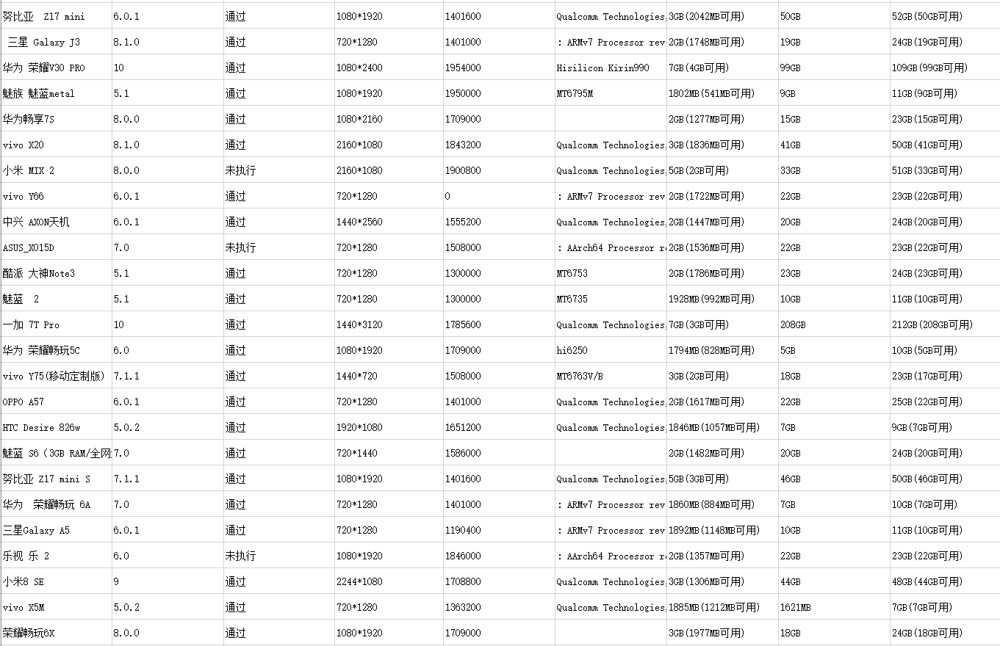 努比亚  Z17 mini 6.0.1 通过 1080*1920 1401600 Qualcomm Technologies, 3GB(2042MB可用) 50GB 52GB(50GB可用)
三星 Galaxy J3 8.1.0 通过 720*1280 1401000 : ARMv7 Processor rev 2GB(1748MB可用) 19GB 24GB(19GB可用)
华为 荣耀V30 PRO 10 通过 1080*2400 1954000 Hisilicon Kirin990 7GB(4GB可用) 99GB 109GB(99GB可用)
魅族 魅蓝metal 5.1 通过 1080*1920 1950000 MT6795M 1802MB(541MB可用) 9GB 11GB(9GB可用)
华为畅享7S 8.0.0 通过 1080*2160 1709000 2GB(1277MB可用) 15GB 23GB(15GB可用)
vivo X20 8.1.0 通过 2160*1080 1843200 Qualcomm Technologies, 3GB(1836MB可用) 41GB 50GB(41GB可用)
小米 MIX 2 8.0.0 未执行 2160*1080 1900800 Qualcomm Technologies, 5GB(2GB可用) 33GB 51GB(33GB可用)
vivo Y66 6.0.1 通过 720*1280 0 : ARMv7 Processor rev 2GB(1722MB可用) 22GB 23GB(22GB可用)
中兴 AXON天机 6.0.1 通过 1440*2560 1555200 Qualcomm Technologies, 2GB(1447MB可用) 20GB 24GB(20GB可用)
ASUS_X015D 7.0 未执行 720*1280 1508000 : AArch64 Processor re 2GB(1536MB可用) 22GB 23GB(22GB可用)
酷派 大神Note3 5.1 通过 720*1280 1300000 MT6753 2GB(1786MB可用) 23GB 24GB(23GB可用)
魅蓝  2 5.1 通过 720*1280 1300000 MT6735 1928MB(992MB可用) 10GB 11GB(10GB可用)
一加 7T Pro 10 通过 1440*3120 1785600 Qualcomm Technologies, 7GB(3GB可用) 208GB 212GB(208GB可用)
华为 荣耀畅玩5C 6.0 通过 1080*1920 1709000 hi6250 1794MB(828MB可用) 5GB 10GB(5GB可用)
vivo Y75(移动定制版) 7.1.1 通过 1440*720 1508000 MT6763V/B 3GB(2GB可用) 18GB 23GB(17GB可用)
OPPO A57 6.0.1 通过 720*1280 1401000 Qualcomm Technologies, 2GB(1617MB可用) 22GB 25GB(22GB可用)
HTC Desire 826w 5.0.2 通过 1920*1080 1651200 Qualcomm Technologies, 1846MB(1057MB可用) 7GB 9GB(7GB可用)
魅蓝 S6（3GB RAM/全网 7.0 通过 720*1440 1586000 2GB(1482MB可用) 20GB 24GB(20GB可用)
努比亚 Z17 mini S 7.1.1 通过 1080*1920 1401600 Qualcomm Technologies, 5GB(3GB可用) 46GB 50GB(46GB可用)
华为  荣耀畅玩 6A 7.0 通过 720*1280 1401000 : ARMv7 Processor rev 1860MB(884MB可用) 7GB 10GB(7GB可用)
三星Galaxy A5 6.0.1 通过 720*1280 1190400 : ARMv7 Processor rev 1892MB(1148MB可用) 10GB 11GB(10GB可用)
乐视 乐 2 6.0 未执行 1080*1920 1846000 : AArch64 Processor re 2GB(1357MB可用) 22GB 23GB(22GB可用)
小米8 SE 9 通过 2244*1080 1708800 Qualcomm Technologies, 3GB(1306MB可用) 44GB 48GB(44GB可用)
vivo X5M 5.0.2 通过 720*1280 1363200 Qualcomm Technologies, 1885MB(1212MB可用) 1621MB 7GB(7GB可用)
荣耀畅玩6X 8.0.0 通过 1080*1920 1709000 3GB(1977MB可用) 18GB 24GB(18GB可用)